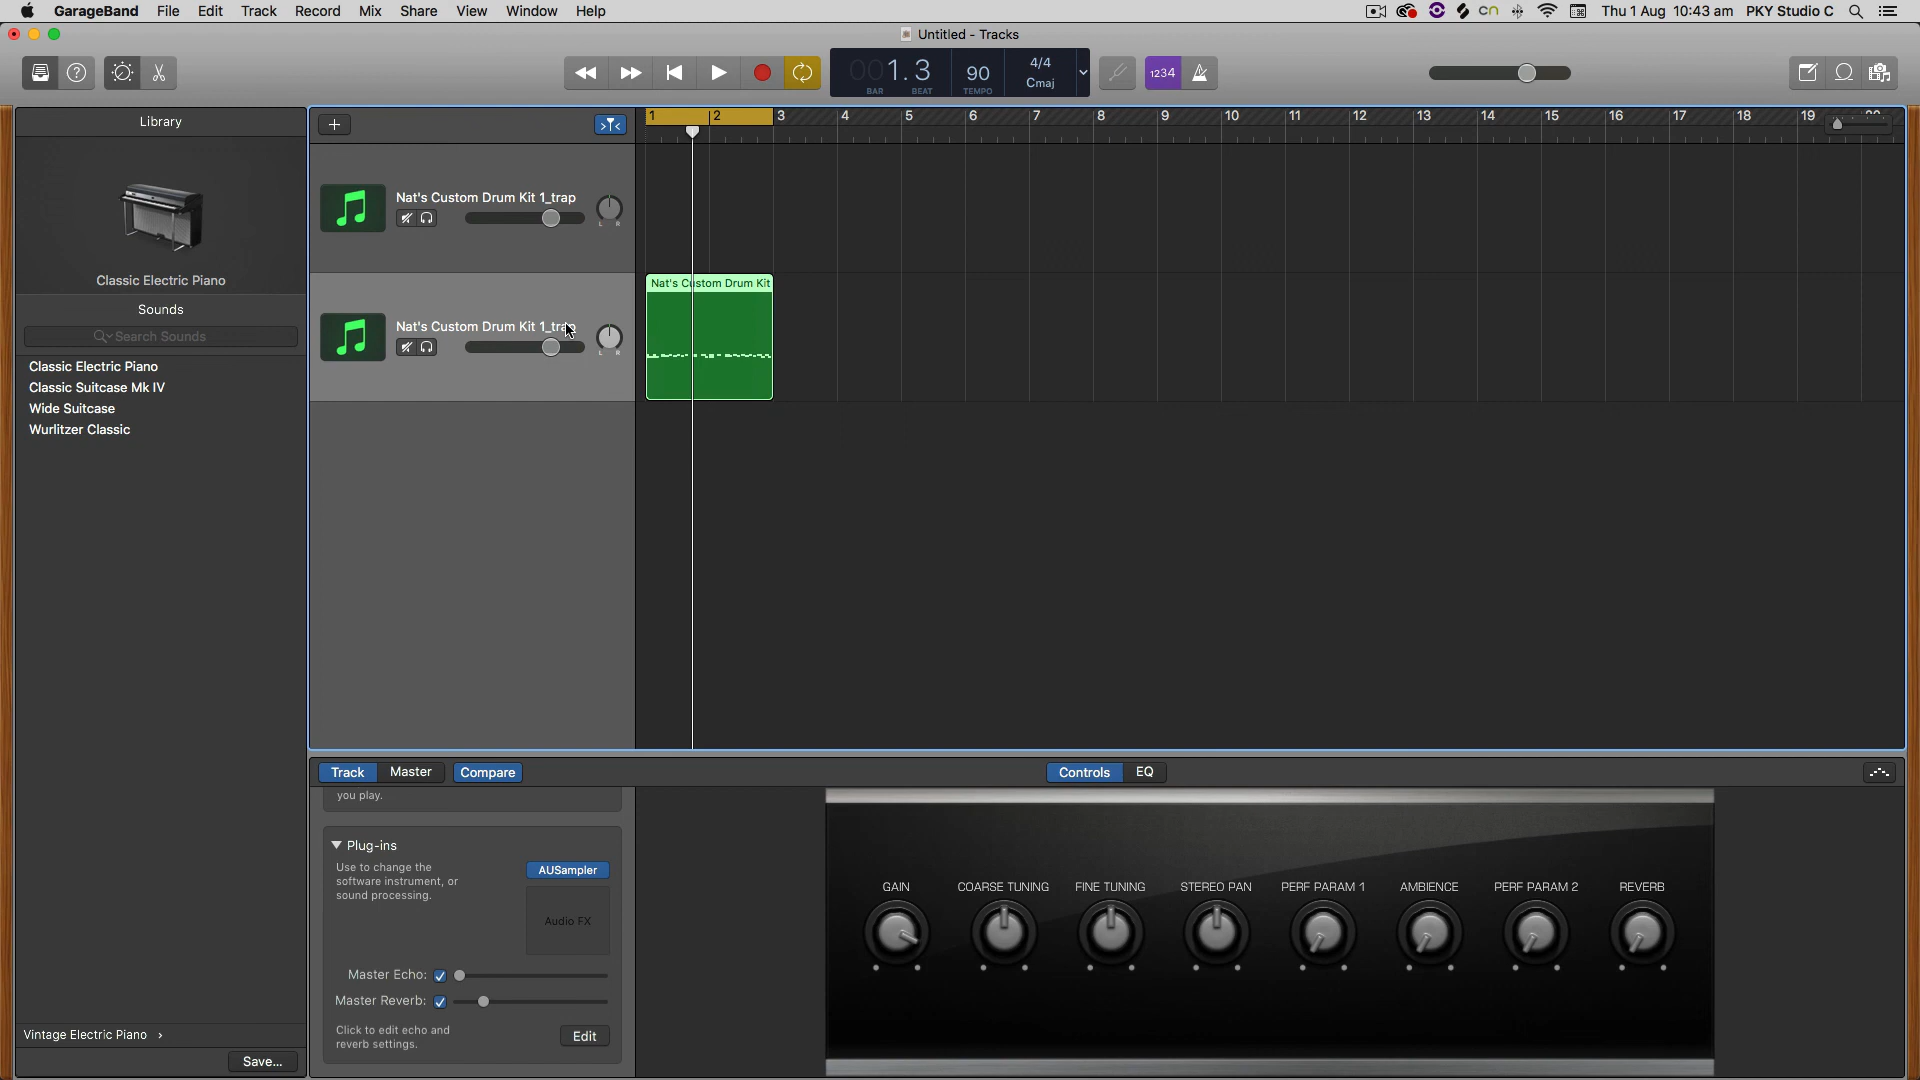 GarageBand File Edit Track Record Mix Share View Window Help
Thu 1 Aug 10:43 am PKY Studio C
Untitled - Tracks
001.3
BAR BEAT
90
TEMPO
4/4
Cmaj
1234
Library
Classic Electric Piano
Sounds
Search Sounds
Classic Electric Piano
Classic Suitcase Mk IV
Wide Suitcase
Wurlitzer Classic
Vintage Electric Piano
Save...
1 2 3 4 5 6 7 8 9 10 11 12 13 14 15 16 17 18 19 20
Nat's Custom Drum Kit 1_trap
L R
Nat's Custom Drum Kit 1_trap
L R
Nat's Custom Drum Kit
Track Master Compare
Controls EQ
you play.
Plug-ins
Use to change the
software instrument, or
sound processing.
AUSampler
Audio FX
Master Echo:
Master Reverb:
Click to edit echo and
reverb settings.
Edit
GAIN COARSE TUNING FINE TUNING STEREO PAN PERF PARAM 1 AMBIENCE PERF PARAM 2 REVERB